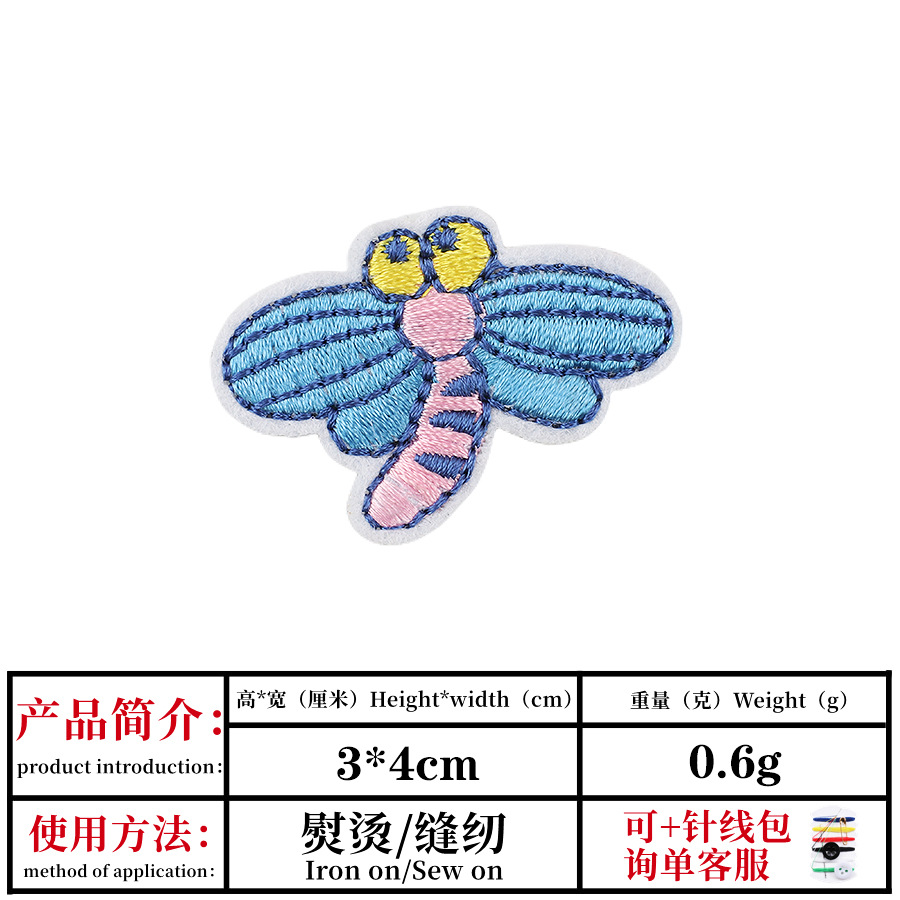 产品简介：
product introduction:
高*宽（厘米）Height*width（cm）
重量（克）Weight（g）
3*4cm
0.6g
使用方法：
method of application:
熨烫/缝纫
Iron on/Sew on
可+针线包
询单客服